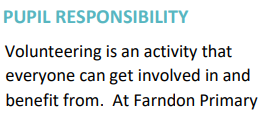 PUPIL RESPONSIBILITY
Volunteering is an activity that
everyone can get involved in and
benefit from.  At Farndon Primary